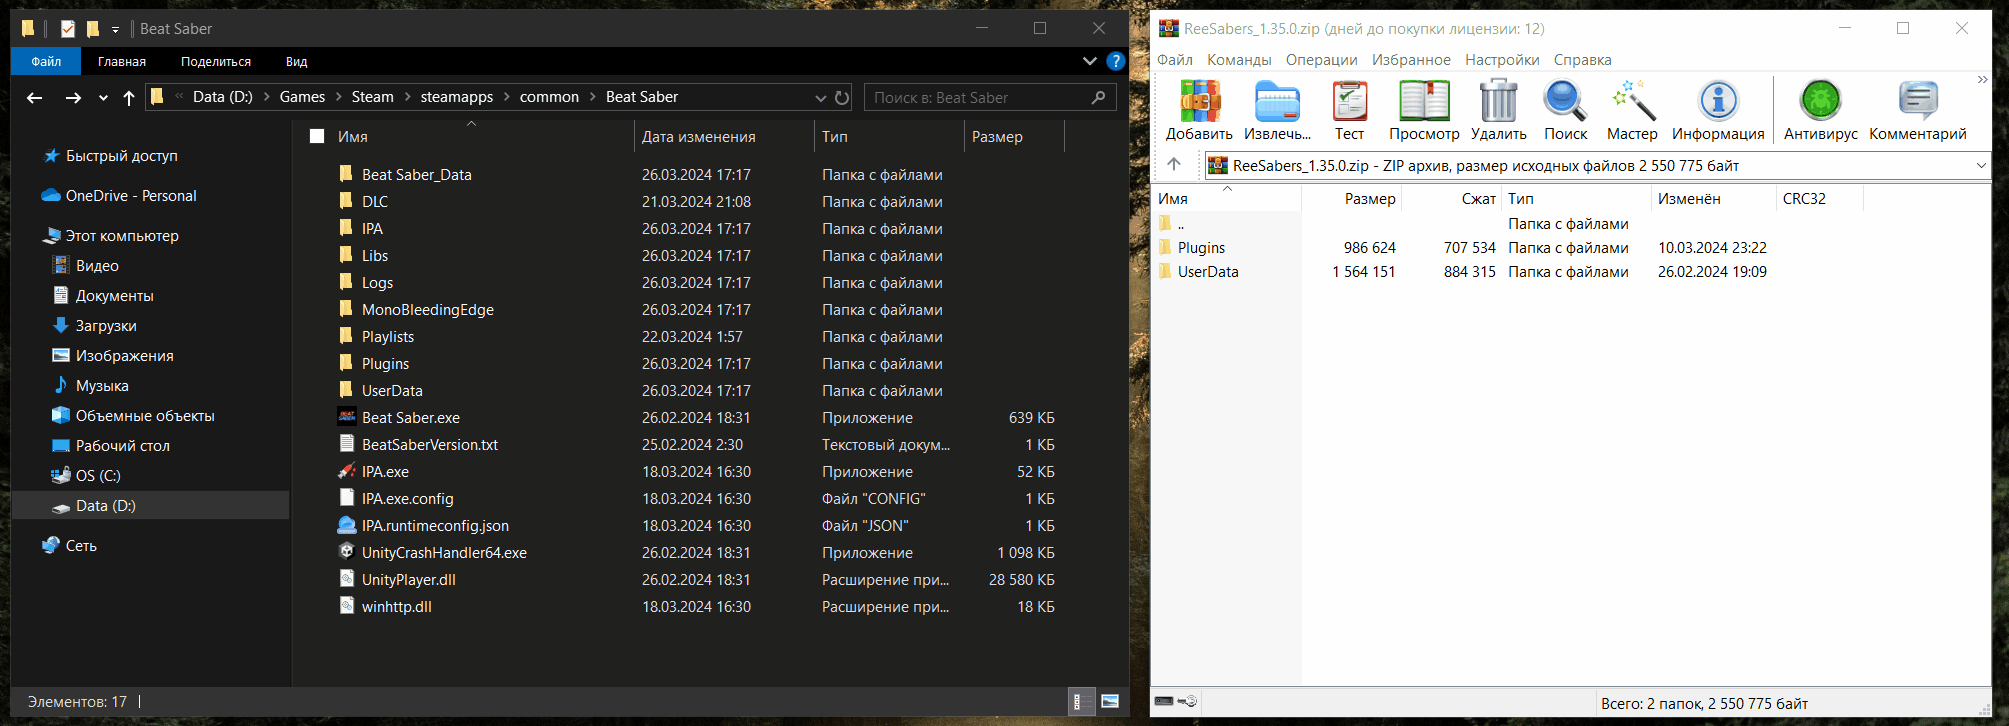 Beat Saber
Файл Главная Поделиться Вид
Data (D:) Games Steam steamapps common Beat Saber Поиск в: Beat Saber
Быстрый доступ
OneDrive - Personal
Этот компьютер
Видео
Документы
Загрузки
Изображения
Музыка
Объемные объекты
Рабочий стол
OS (C:)
Data (D:)
Сеть
Имя Дата изменения Тип Размер
Beat Saber_Data 26.03.2024 17:17 Папка с файлами
DLC 21.03.2024 21:08 Папка с файлами
IPA 26.03.2024 17:17 Папка с файлами
Libs 26.03.2024 17:17 Папка с файлами
Logs 26.03.2024 17:17 Папка с файлами
MonoBleedingEdge 26.03.2024 17:17 Папка с файлами
Playlists 22.03.2024 1:57 Папка с файлами
Plugins 26.03.2024 17:17 Папка с файлами
UserData 26.03.2024 17:17 Папка с файлами
Beat Saber.exe 26.02.2024 18:31 Приложение 639 КБ
BeatSaberVersion.txt 25.02.2024 2:30 Текстовый докум... 1 КБ
IPA.exe 18.03.2024 16:30 Приложение 52 КБ
IPA.exe.config 18.03.2024 16:30 Файл "CONFIG" 1 КБ
IPA.runtimeconfig.json 18.03.2024 16:30 Файл "JSON" 1 КБ
UnityCrashHandler64.exe 26.02.2024 18:31 Приложение 1 098 КБ
UnityPlayer.dll 26.02.2024 18:31 Расширение при... 28 580 КБ
winhttp.dll 18.03.2024 16:30 Расширение при... 18 КБ
Элементов: 17
ReeSabers_1.35.0.zip (дней до покупки лицензии: 12)
Файл Команды Операции Избранное Настройки Справка
Добавить Извлечь... Тест Просмотр Удалить Поиск Мастер Информация Антивирус Комментарий
ReeSabers_1.35.0.zip - ZIP архив, размер исходных файлов 2 550 775 байт
Имя Размер Сжат Тип Изменён CRC32
.. Папка с файлами
Plugins 986 624 707 534 Папка с файлами 10.03.2024 23:22
UserData 1 564 151 884 315 Папка с файлами 26.02.2024 19:09
Всего: 2 папок, 2 550 775 байт